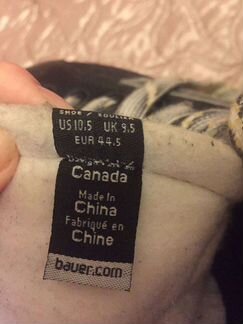 SHOE / SOULIER
US 10.5 UK 9.5
EUR 44.5
Canada
Made in
China
Fabriqué en
Chine
bauer.com